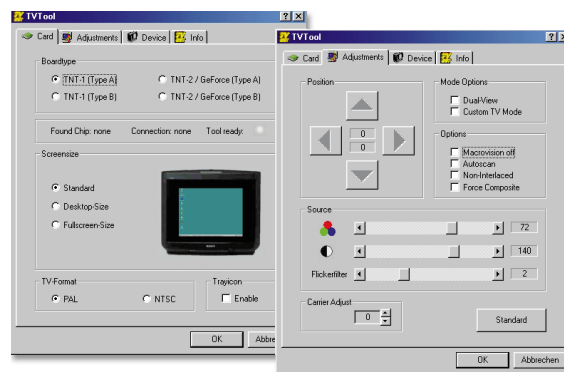 TVTool
Card Adjustments Device Info
Boardtype
TNT-1 (Type A) TNT-2 / GeForce (Type A)
TNT-1 (Type B) TNT-2 / GeForce (Type B)
Found Chip: none Connection: none Tool ready:
Screensize
Standard
Desktop-Size
Fullscreen-Size
TV-Format
PAL NTSC
Trayicon
Enable
OK Abbre
TVTool
Card Adjustments Device Info
Position
0
0
Mode Options
Dual-View
Custom TV Mode
Options
Macrovision off
Autoscan
Non-Interlaced
Force Composite
Source
72
140
Flickerfilter 2
Carrier Adjust
0
Standard
OK Abbrechen